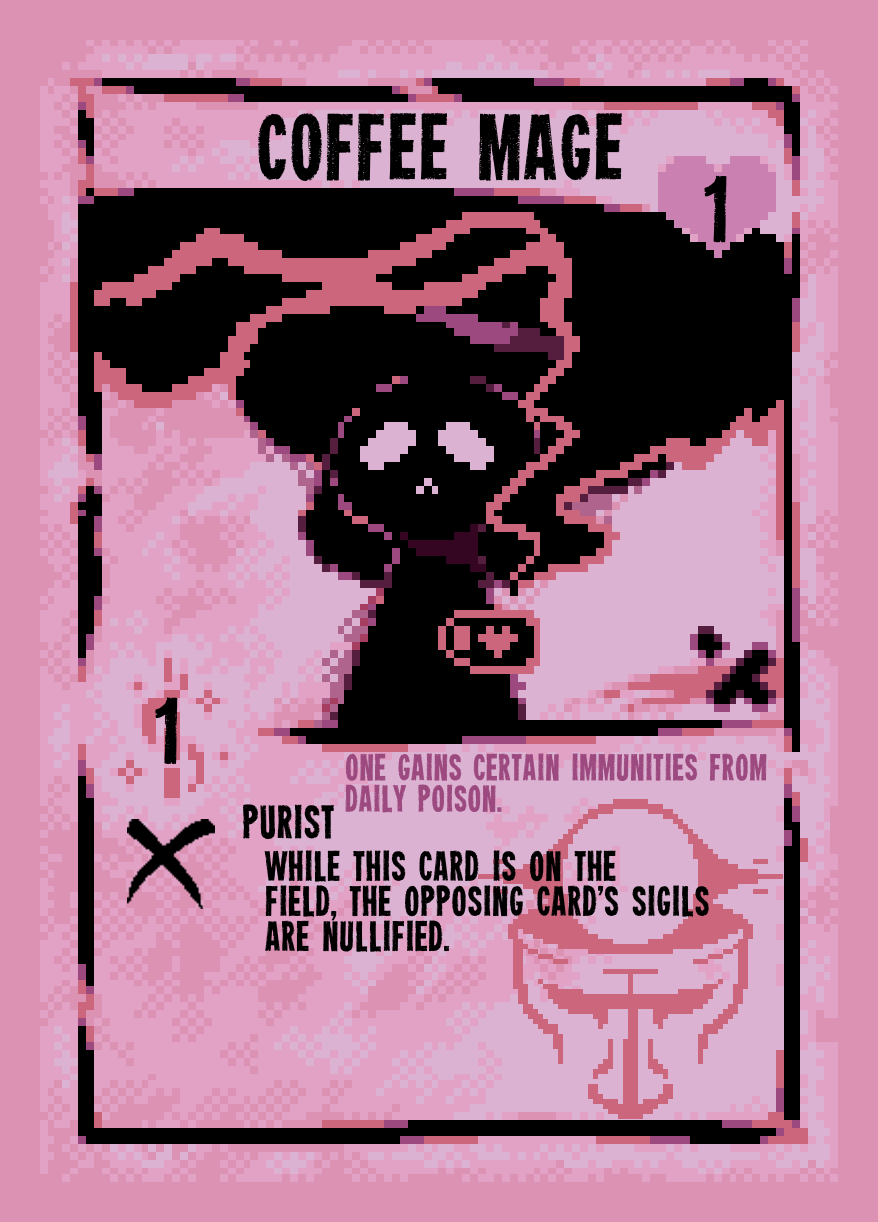 COFFEE MAGE
1
1
ONE GAINS CERTAIN IMMUNITIES FROM
DAILY POISON.
PURIST
WHILE THIS CARD IS ON THE
FIELD, THE OPPOSING CARD'S SIGILS
ARE NULLIFIED.